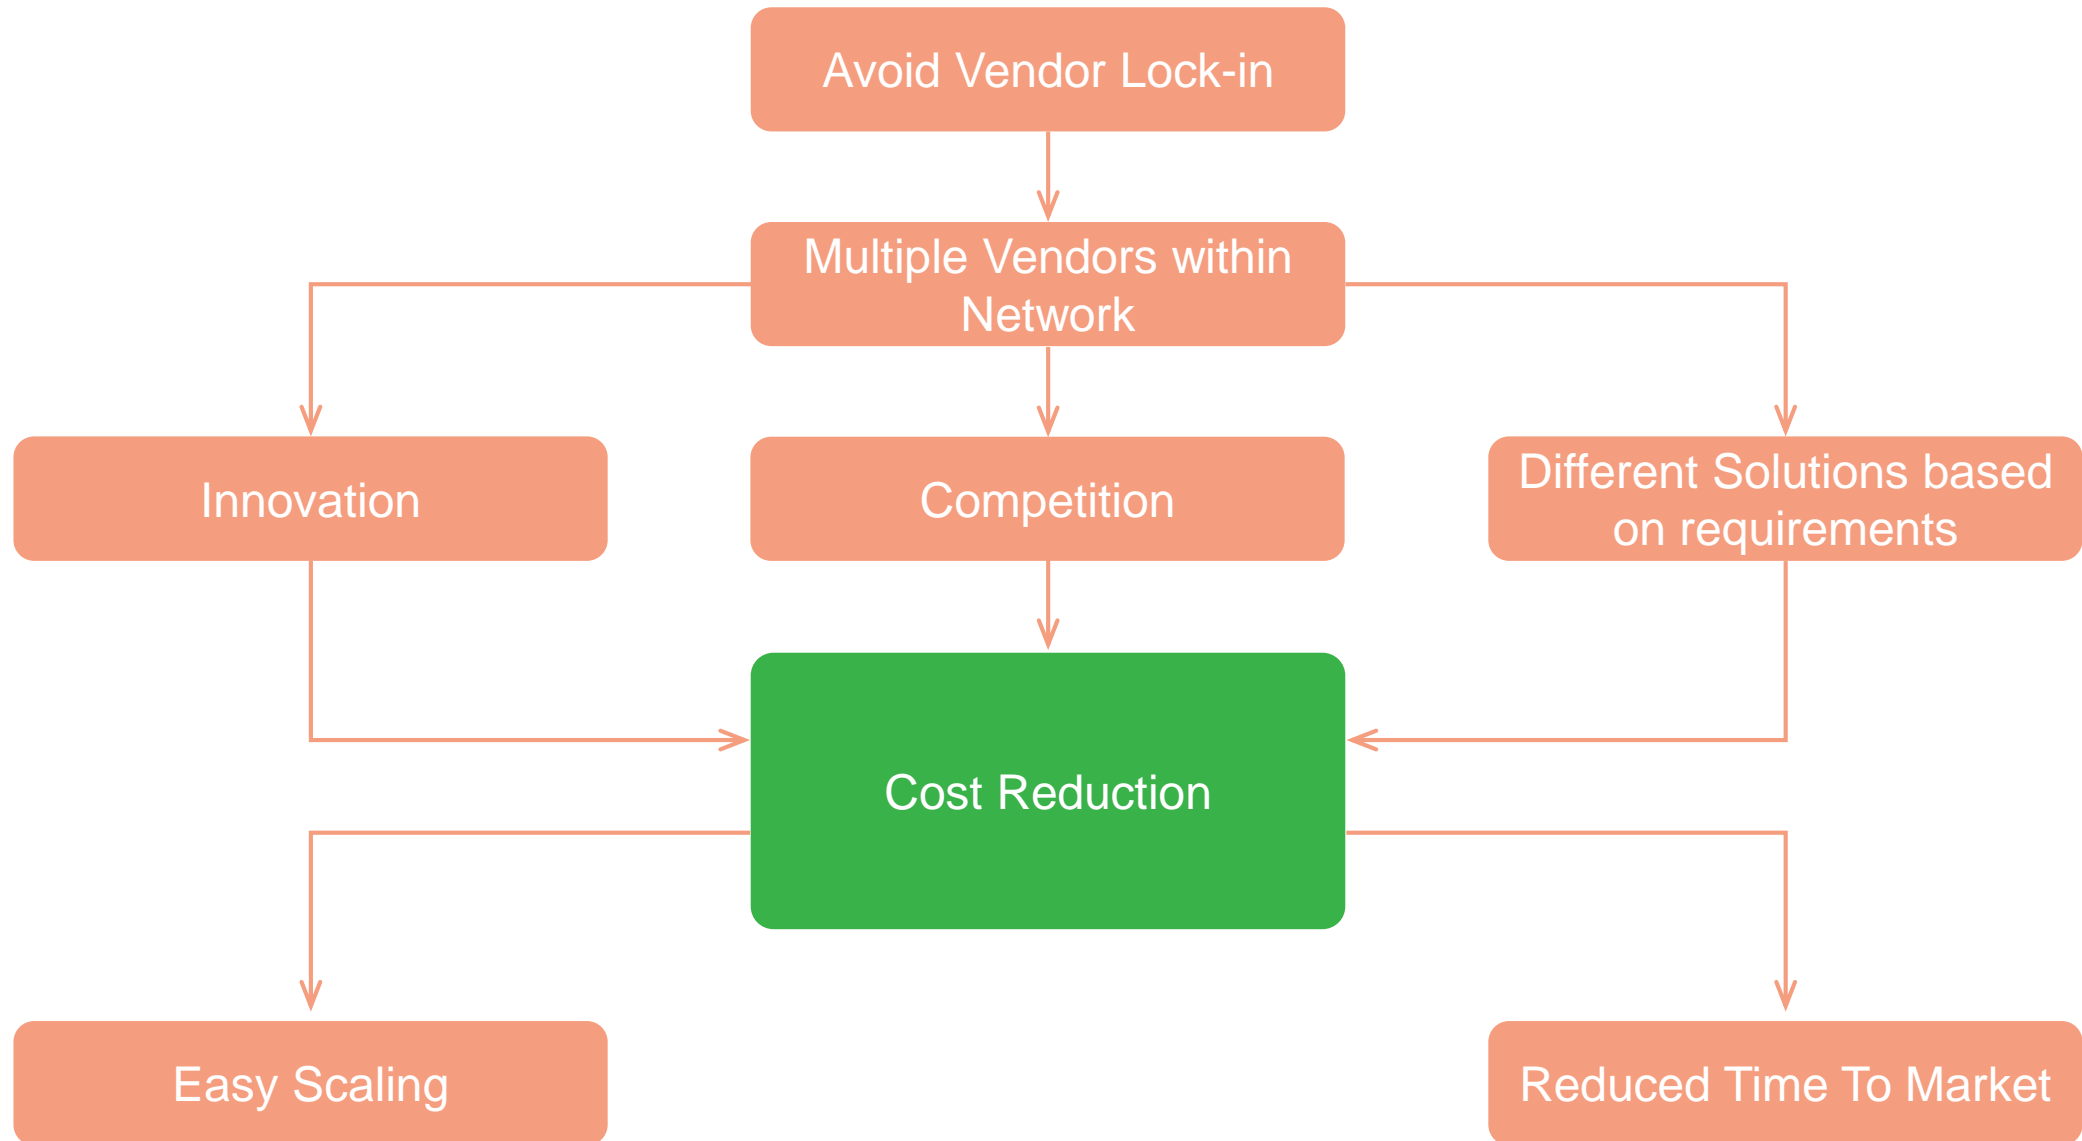 Avoid Vendor Lock-in
Multiple Vendors within
Network
Innovation
Competition
Different Solutions based
on requirements
Cost Reduction
Easy Scaling
Reduced Time To Market